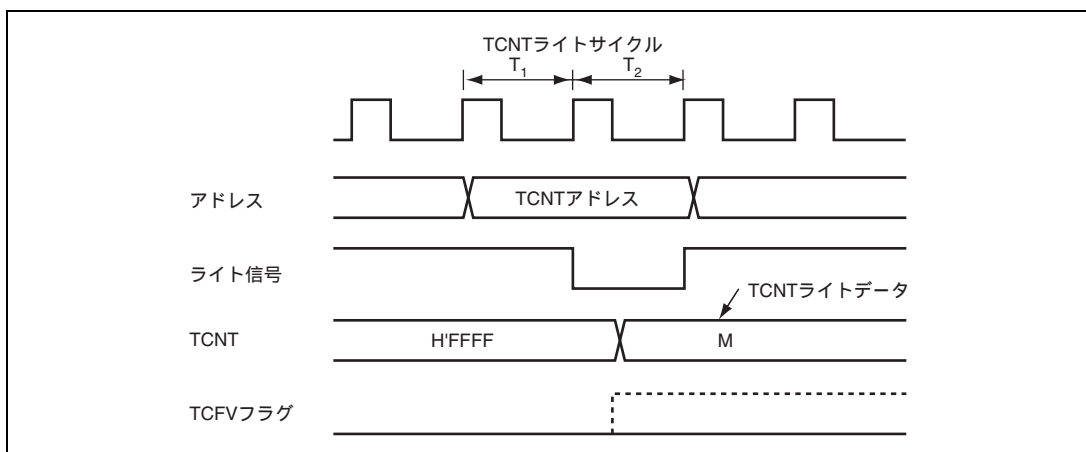 TCNTライトサイクル
T1 T2
アドレス
TCNTアドレス
ライト信号
TCNTライトデータ
TCNT
H'FFFF
M
TCFVフラグ